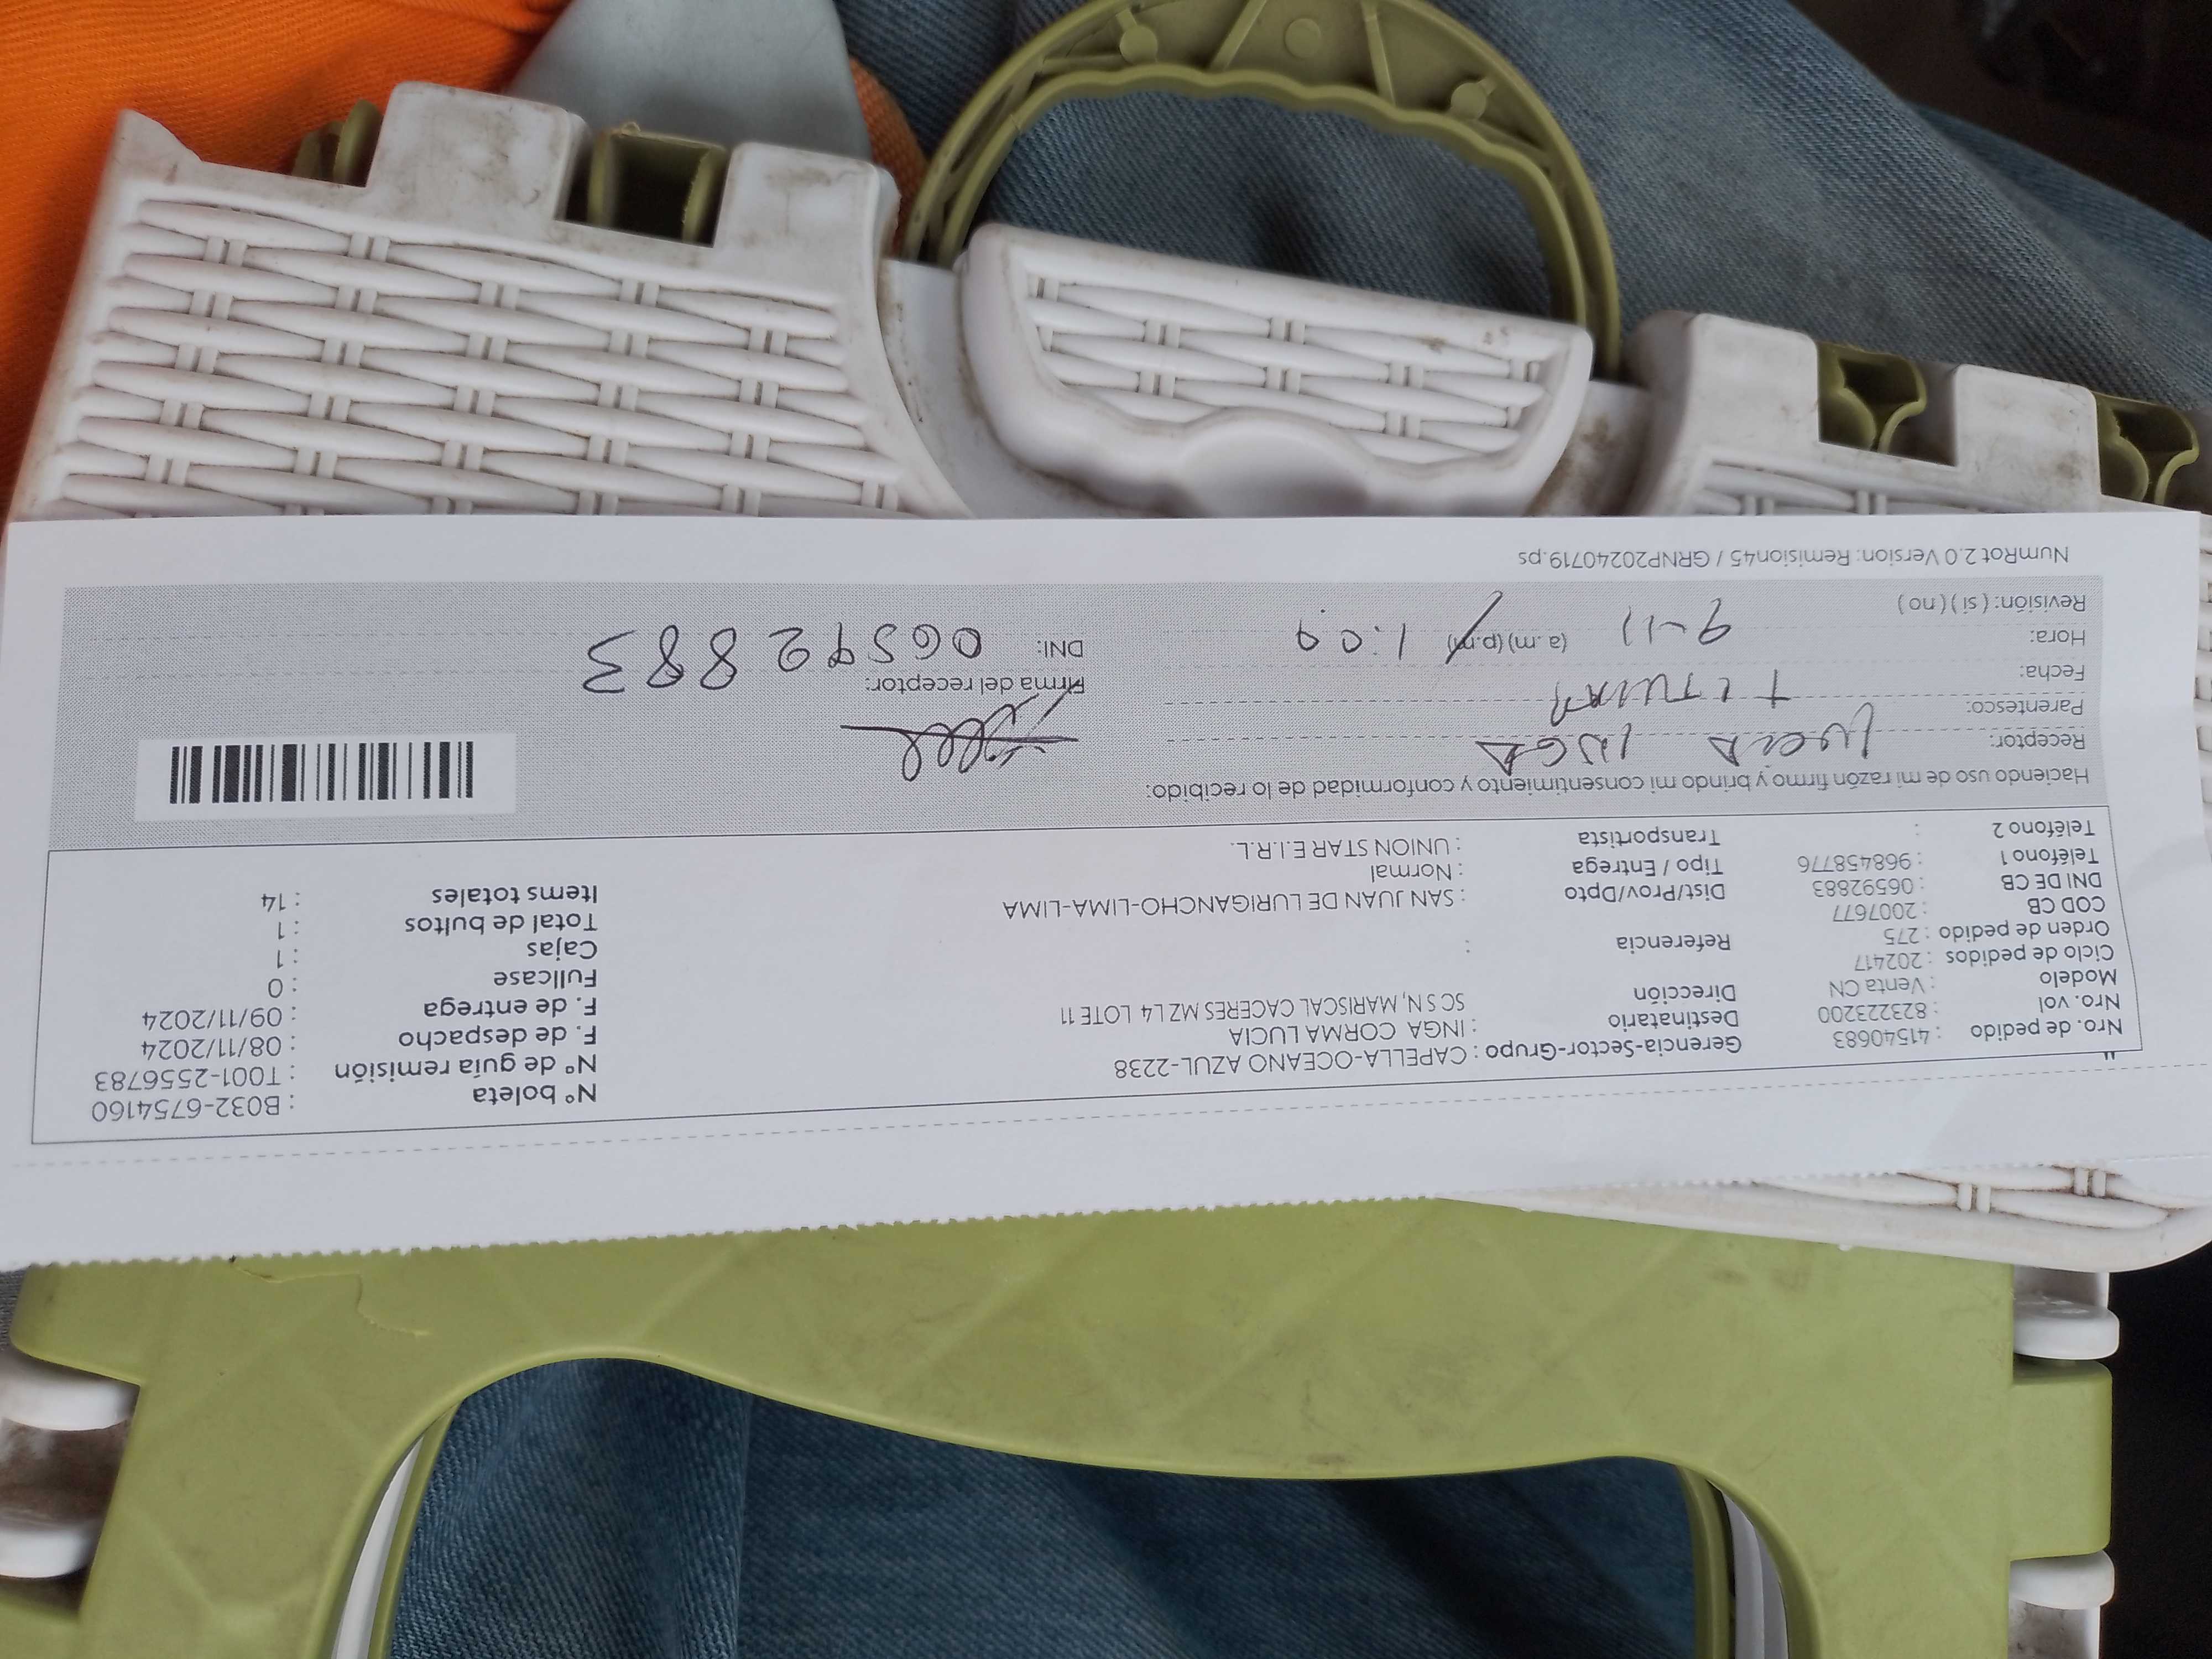 Nro. de pedido : 41540683
Nro. vol : 823223200
Modelo : Venta CN
Ciclo de pedidos : 202417
Orden de pedido : 275
COD CB : 2007677
DNI DE CB : 06592883
Teléfono 1 : 968458776
Teléfono 2 :
Gerencia-Sector-Grupo : CAPELLA-OCEANO AZUL-2238
Destinatario : INGA CORMA LUCIA
Dirección SC S N, MARISCAL CACERES MZ L4 LOTE 11
Referencia :
Dist/Prov/Dpto : SAN JUAN DE LURIGANCHO-LIMA-LIMA
Tipo / Entrega : Normal
Transportista : UNION STAR E.I.R.L.
N° boleta : B032-6754160
N° de guía remisión : T001-2556783
F. de despacho : 08/11/2024
F. de entrega : 09/11/2024
Fullcase : 0
Cajas : 1
Total de bultos : 1
Items totales : 14
Haciendo uso de mi razón firmo y brindo mi consentimiento y conformidad de lo recibido:
Receptor: Lucia INGA
Parentesco: TITULAR
Fecha:
Hora: 9-11 (a.m) (p.m) 1:09
Revisión: ( si ) ( no )
Firma del receptor:
DNI: 06592883
NumRot 2.0 Version: Remision45 / GRNP20240719.ps